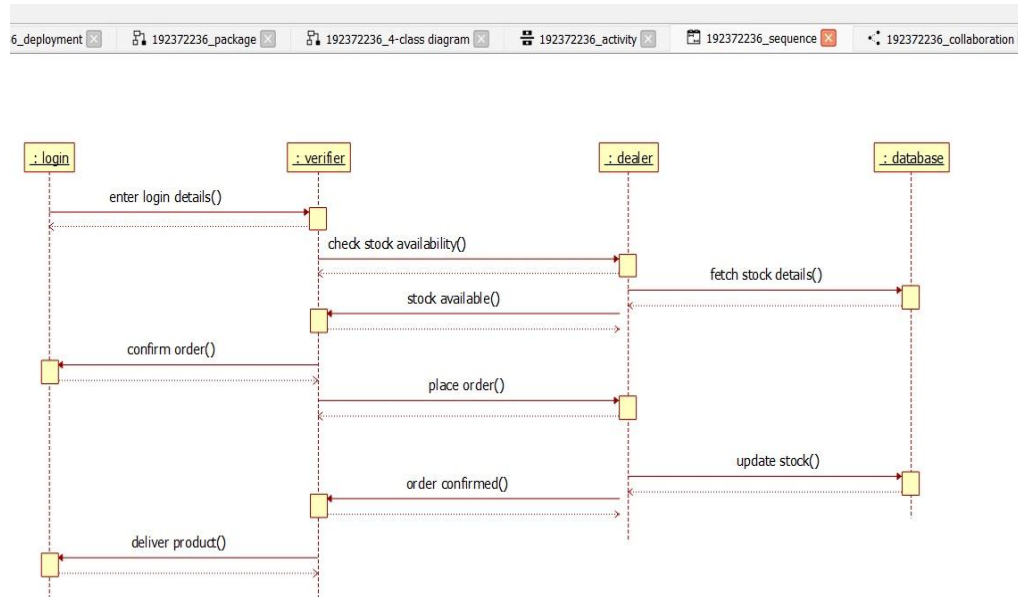 6_deployment
192372236_package
192372236_4-class diagram
192372236_activity
192372236_sequence
192372236_collaboration
: login
: verifier
: dealer
: database
enter login details()
check stock availability()
fetch stock details()
stock available()
confirm order()
place order()
update stock()
order confirmed()
deliver product()